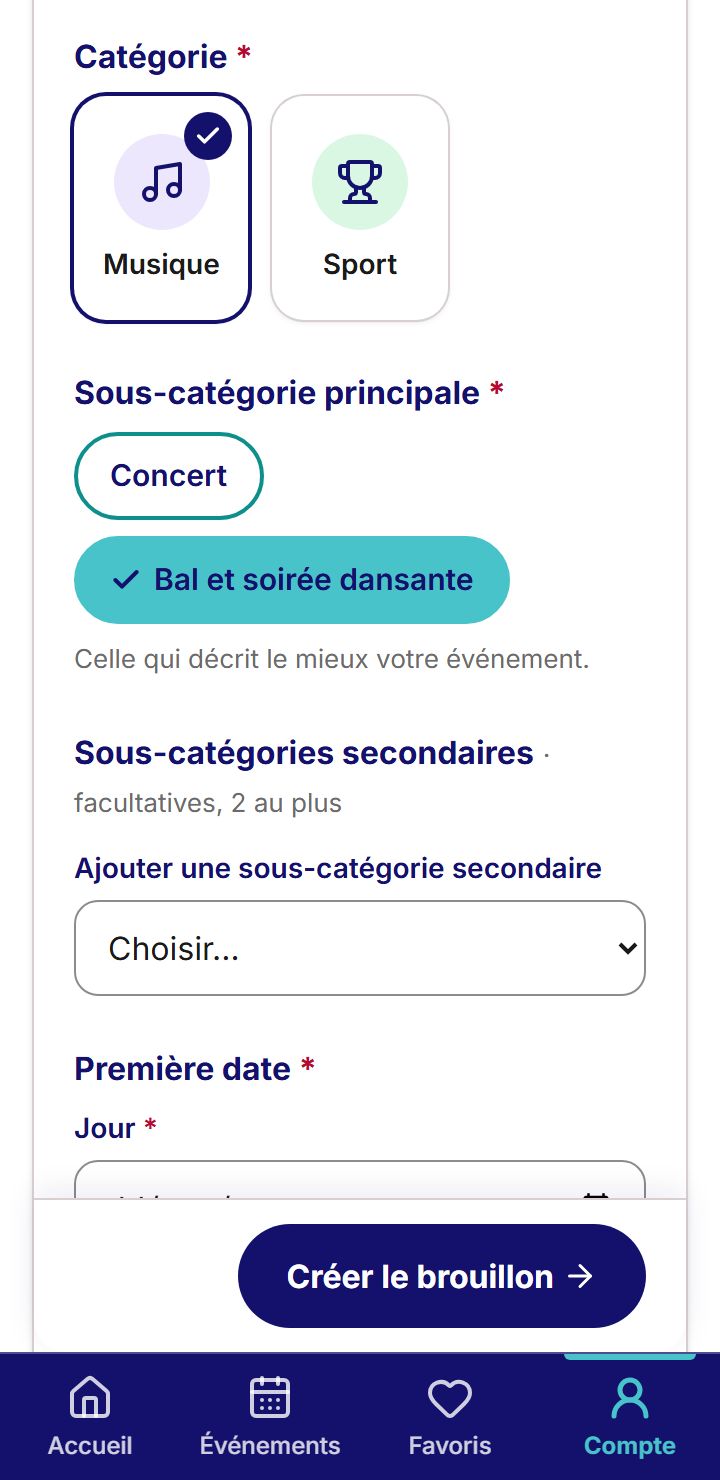 Catégorie *
Musique
Sport
Sous-catégorie principale *
Concert
Bal et soirée dansante
Celle qui décrit le mieux votre événement.
Sous-catégories secondaires ·
facultatives, 2 au plus
Ajouter une sous-catégorie secondaire
Choisir...
Première date *
Jour *
Créer le brouillon →
Accueil
Événements
Favoris
Compte